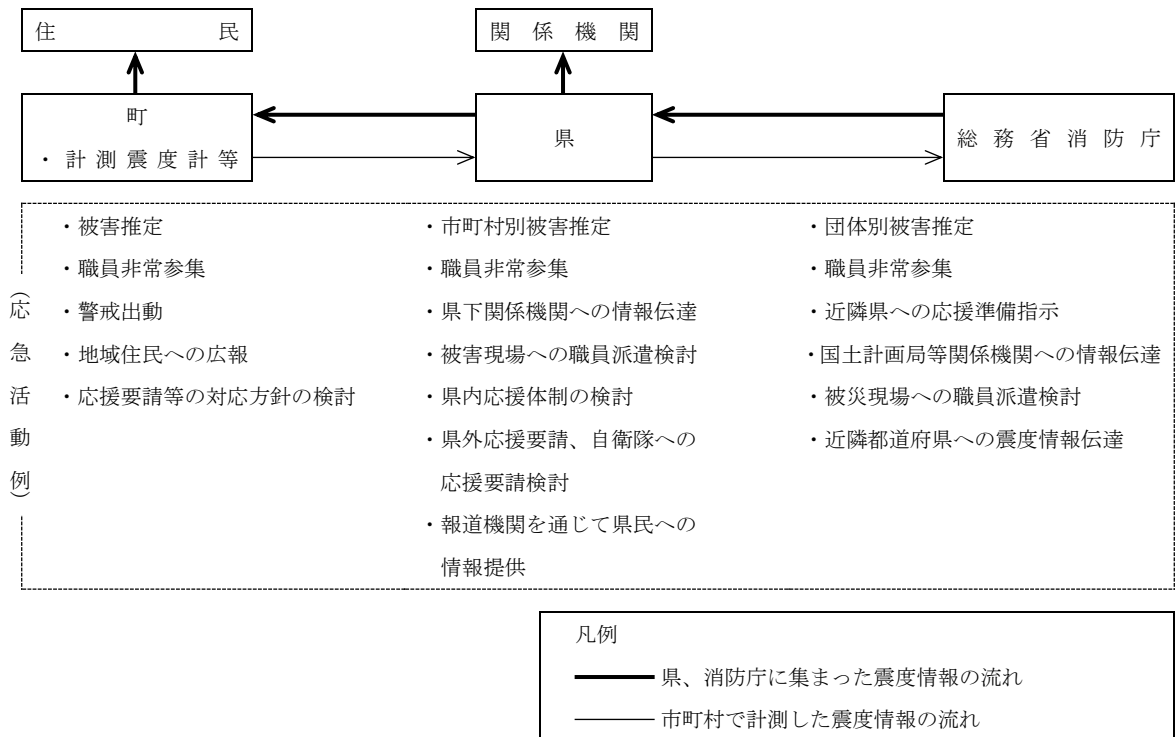 住民
関係機関
町
・計測震度計等
県
総務省消防庁
(応急活動例)
・被害推定
・職員非常参集
・警戒出動
・地域住民への広報
・応援要請等の対応方針の検討
・市町村別被害推定
・職員非常参集
・県下関係機関への情報伝達
・被害現場への職員派遣検討
・県内応援体制の検討
・県外応援要請、自衛隊への
応援要請検討
・報道機関を通じて県民への
情報提供
・団体別被害推定
・職員非常参集
・近隣県への応援準備指示
・国土計画局等関係機関への情報伝達
・被災現場への職員派遣検討
・近隣都道府県への震度情報伝達
凡例
県、消防庁に集まった震度情報の流れ
市町村で計測した震度情報の流れ